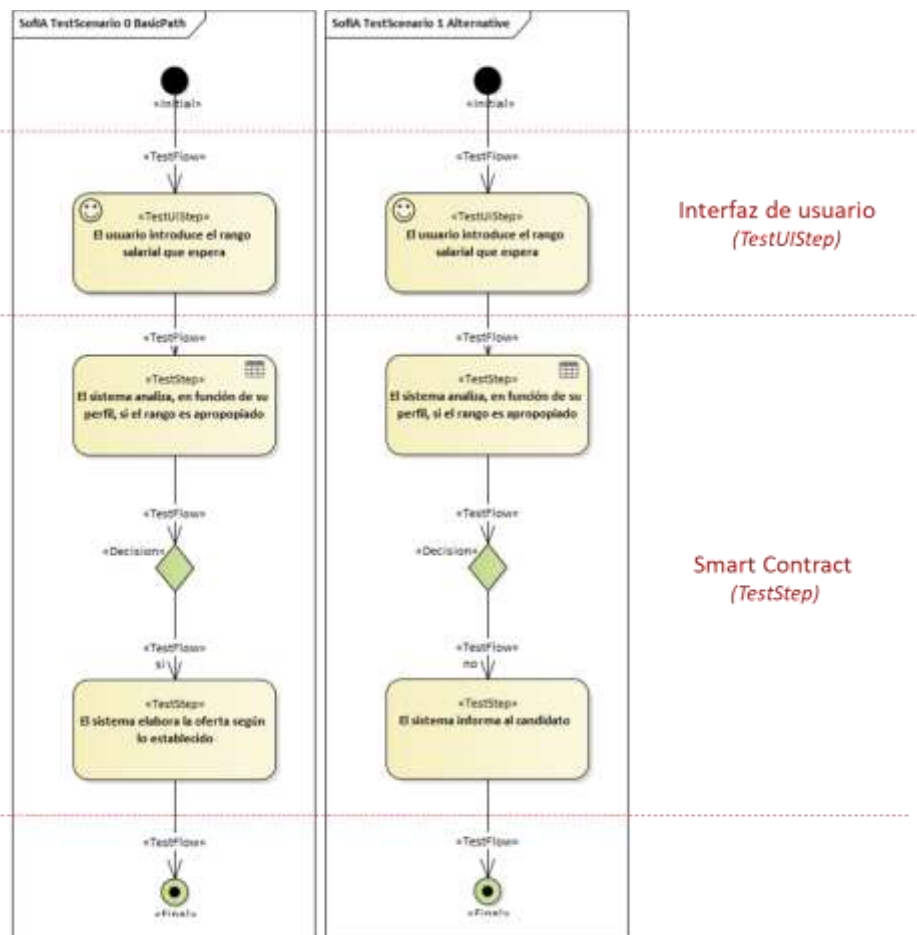 SofIA TestScenario 0 BasicPath
«Initial»
«TestFlow»
«TestUIStep»
El usuario introduce el rango
salarial que espera
«TestFlow»
«TestStep»
El sistema analiza, en función de su
perfil, si el rango es apropopiado
«TestFlow»
«Decision»
«TestFlow»
si
«TestStep»
El sistema elabora la oferta según
lo establecido
«TestFlow»
«Final»
SofIA TestScenario 1 Alternative
«Initial»
«TestFlow»
«TestUIStep»
El usuario introduce el rango
salarial que espera
«TestFlow»
«TestStep»
El sistema analiza, en función de su
perfil, si el rango es apropopiado
«TestFlow»
«Decision»
«TestFlow»
no
«TestStep»
El sistema informa al candidato
«TestFlow»
«Final»
Interfaz de usuario
(TestUIStep)
Smart Contract
(TestStep)